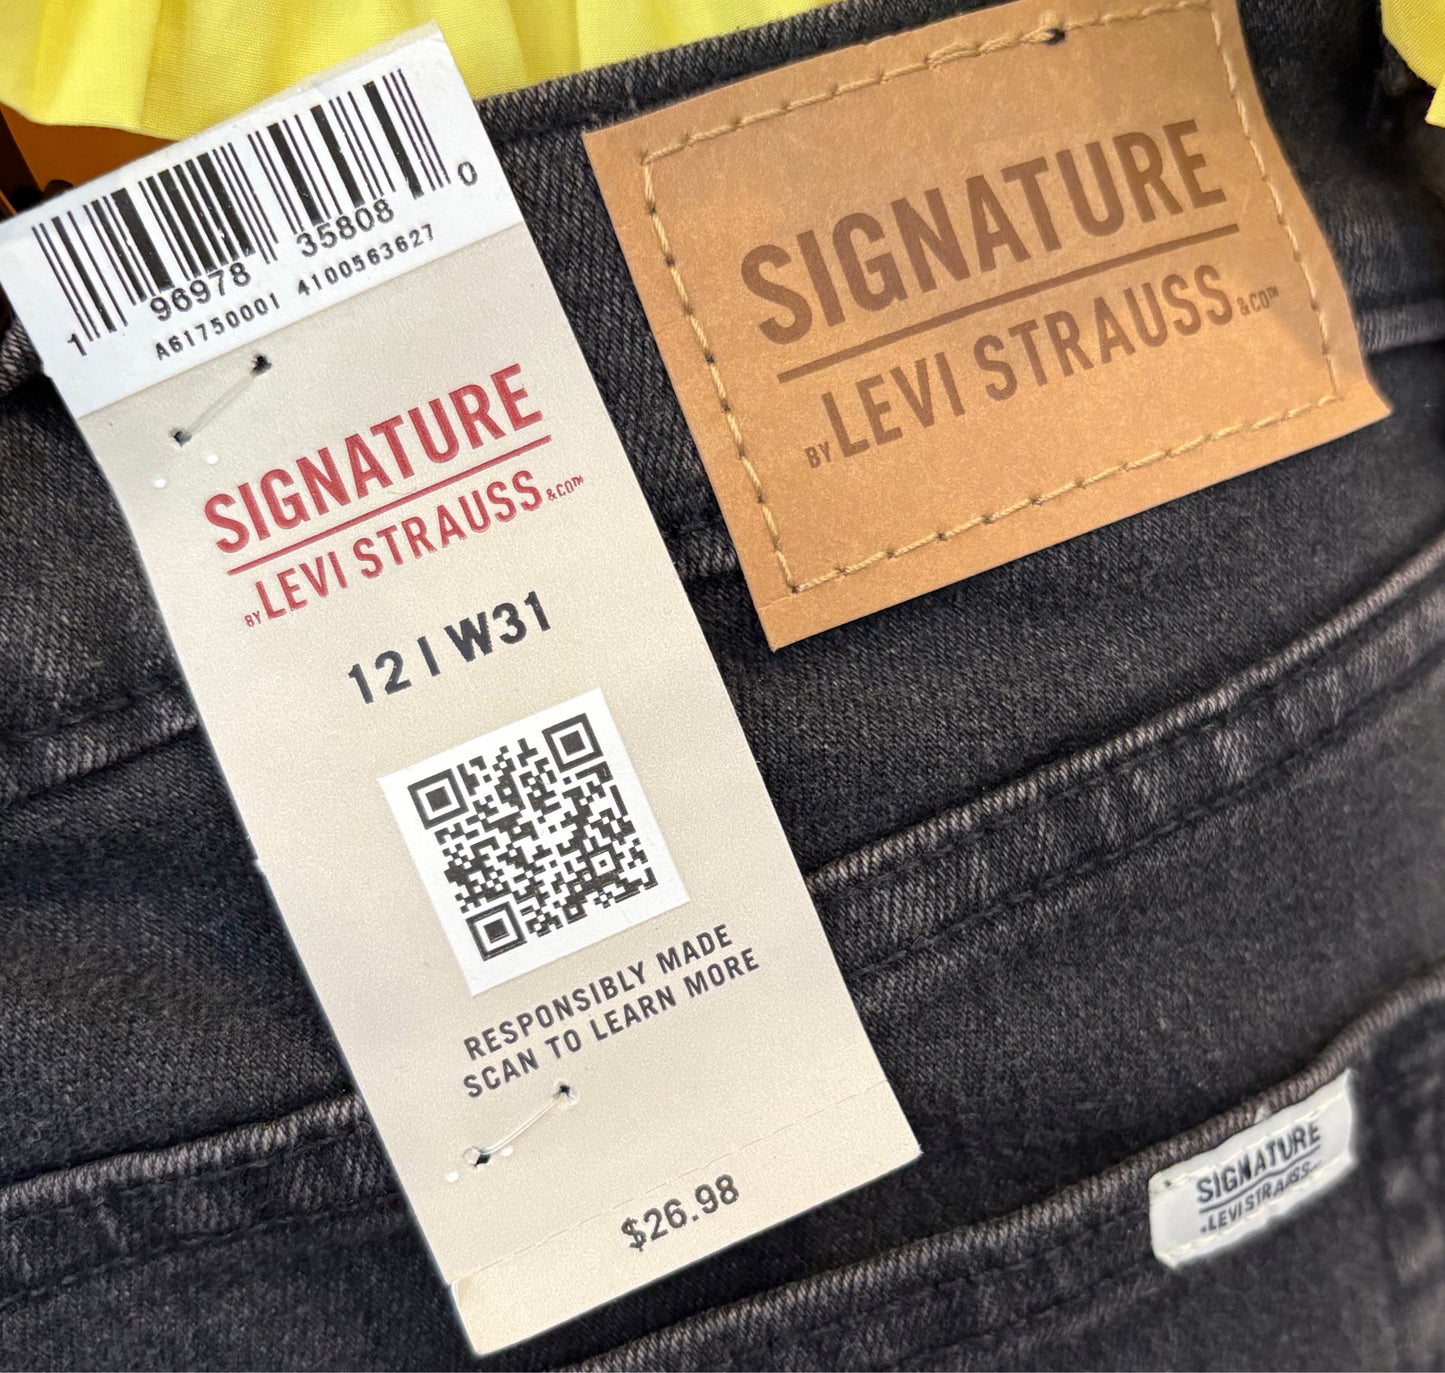 1 96978 35808 0
A61750001 4100563627
SIGNATURE
BY LEVI STRAUSS & CO™
12 | W31
RESPONSIBLY MADE
SCAN TO LEARN MORE
$26.98
SIGNATURE
BY LEVI STRAUSS & CO™
SIGNATURE
LEVI STRAUSS